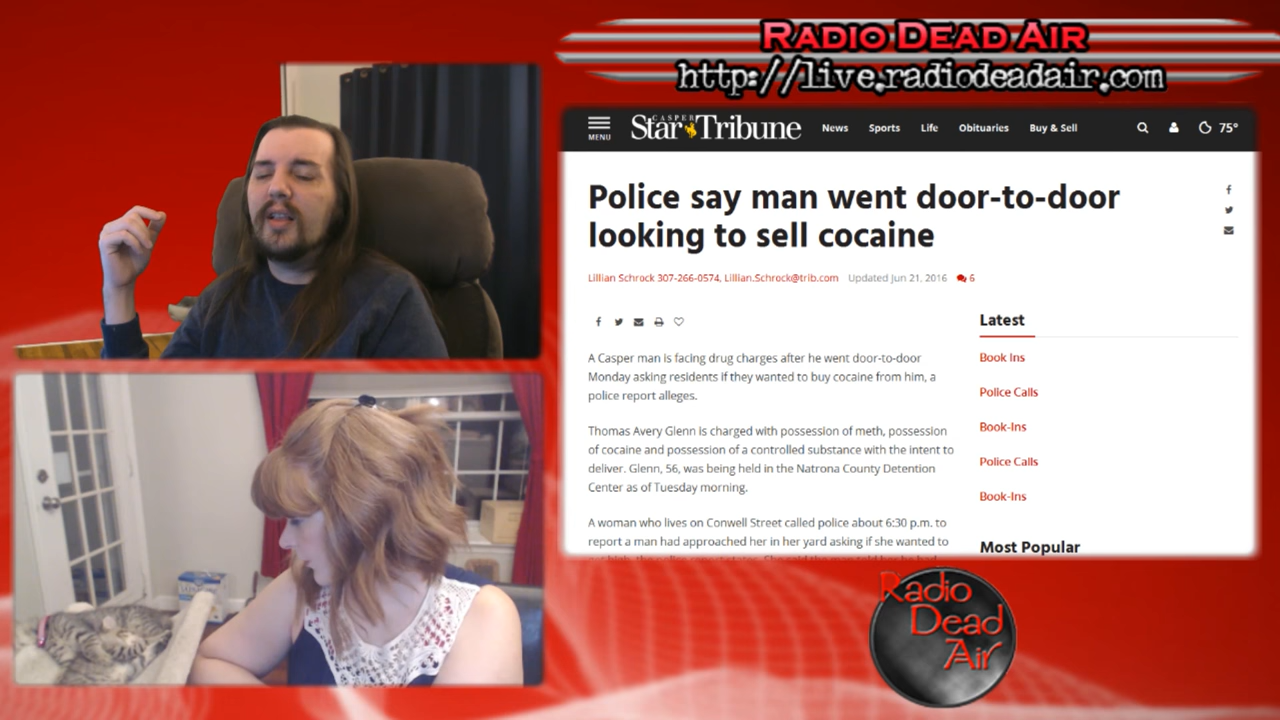 RADIO DEAD AIR
http://live.radiodeadair.com
MENU
CASPER
Star Tribune
News Sports Life Obituaries Buy & Sell
75°
Police say man went door-to-door
looking to sell cocaine
Lillian Schrock 307-266-0574, Lillian.Schrock@trib.com Updated Jun 21, 2016 6
A Casper man is facing drug charges after he went door-to-door
Monday asking residents if they wanted to buy cocaine from him, a
police report alleges.
Thomas Avery Glenn is charged with possession of meth, possession
of cocaine and possession of a controlled substance with the intent to
deliver. Glenn, 56, was being held in the Natrona County Detention
Center as of Tuesday morning.
A woman who lives on Conwell Street called police about 6:30 p.m. to
report a man had approached her in her yard asking if she wanted to
Latest
Book Ins
Police Calls
Book-Ins
Police Calls
Book-Ins
Most Popular
Radio
Dead
Air